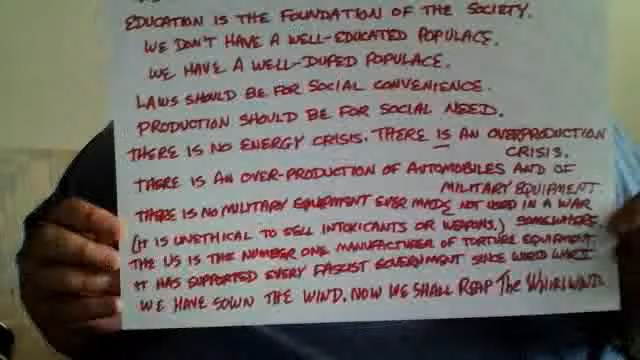 EDUCATION IS THE FOUNDATION OF THE SOCIETY.
WE DON'T HAVE A WELL-EDUCATED POPULACE.
WE HAVE A WELL-DUPED POPULACE.
LAWS SHOULD BE FOR SOCIAL CONVENIENCE.
PRODUCTION SHOULD BE FOR SOCIAL NEED.
THERE IS NO ENERGY CRISIS. THERE IS AN OVERPRODUCTION
CRISIS.
THERE IS AN OVER-PRODUCTION OF AUTOMOBILES AND OF
MILITARY EQUIPMENT.
THERE IS NO MILITARY EQUIPMENT EVER MADE NOT USED IN A WAR
(IT IS UNETHICAL TO SELL INTOXICANTS OR WEAPONS.) SOMEWHERE.
THE US IS THE NUMBER ONE MANUFACTURER OF TORTURE EQUIPMENT.
IT HAS SUPPORTED EVERY FASCIST GOVERNMENT SINCE WORLD WAR II
WE HAVE SOWN THE WIND. NOW WE SHALL REAP THE WHIRLWIND.